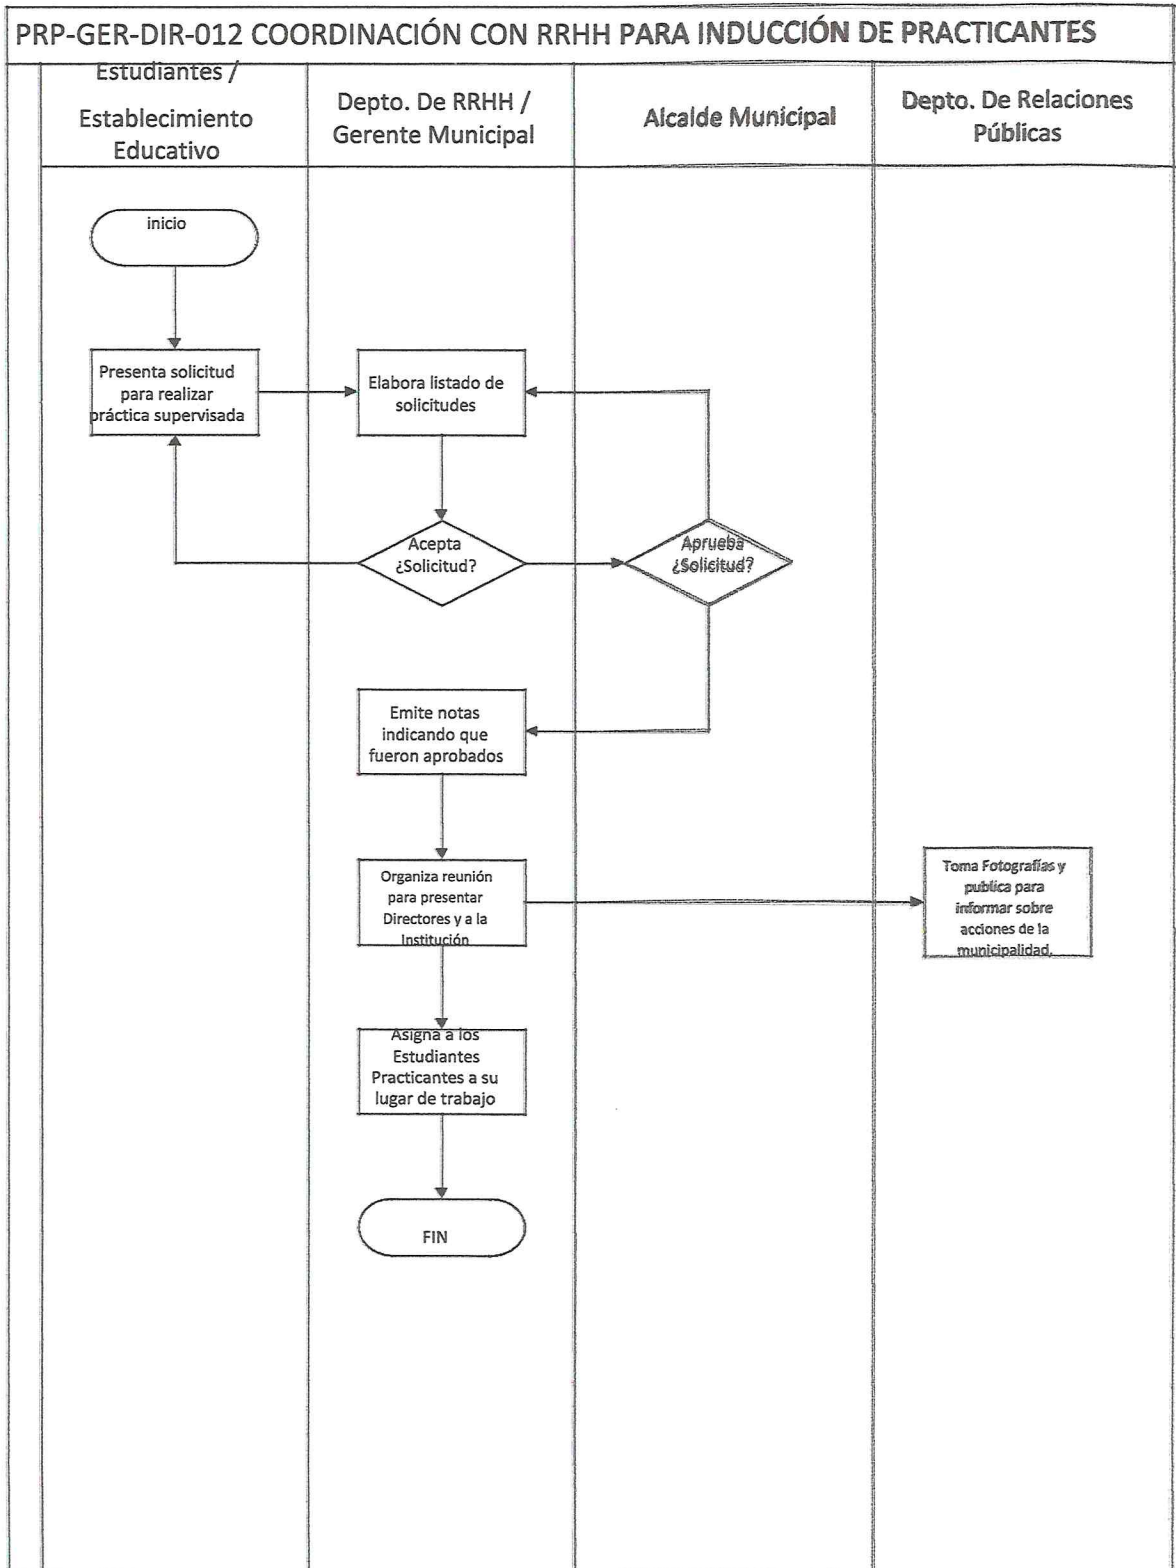 PRP-GER-DIR-012 COORDINACIÓN CON RRHH PARA INDUCCIÓN DE PRACTICANTES
Estudiantes /
Establecimiento
Educativo
Depto. De RRHH /
Gerente Municipal
Alcalde Municipal
Depto. De Relaciones
Públicas
inicio
Presenta solicitud
para realizar
práctica supervisada
Elabora listado de
solicitudes
Acepta
¿Solicitud?
Aprueba
¿Solicitud?
Emite notas
indicando que
fueron aprobados
Organiza reunión
para presentar
Directores y a la
Institución
Toma Fotografías y
publica para
informar sobre
acciones de la
municipalidad.
Asigna a los
Estudiantes
Practicantes a su
lugar de trabajo
FIN